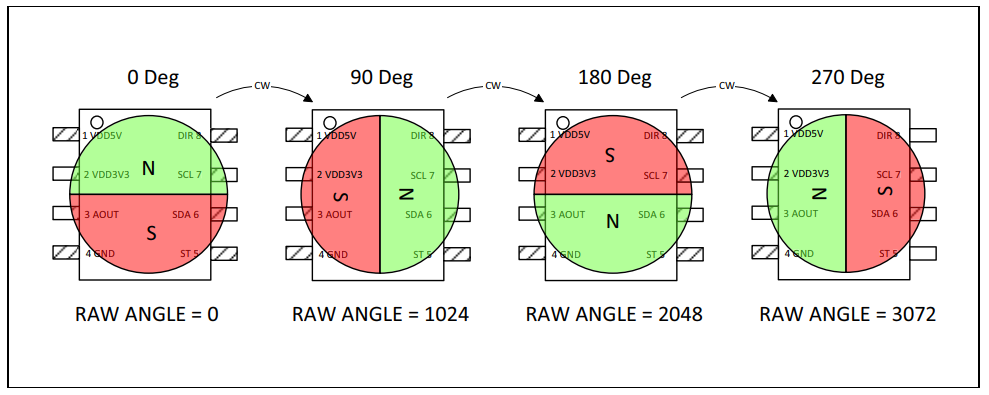 0 Deg
CW
90 Deg
CW
180 Deg
CW
270 Deg
1 VDD5V
DIR 8
2 VDD3V3
N
SCL 7
3 AOUT
S
SDA 6
4 GND
ST 5
1 VDD5V
DIR 8
2 VDD3V3
SCL 7
S
N
3 AOUT
SDA 6
4 GND
ST 5
1 VDD5V
DIR 8
S
2 VDD3V3
SCL 7
3 AOUT
N
SDA 6
4 GND
ST 5
1 VDD5V
DIR 8
2 VDD3V3
SCL 7
N
S
3 AOUT
SDA 6
4 GND
ST 5
RAW ANGLE = 0
RAW ANGLE = 1024
RAW ANGLE = 2048
RAW ANGLE = 3072